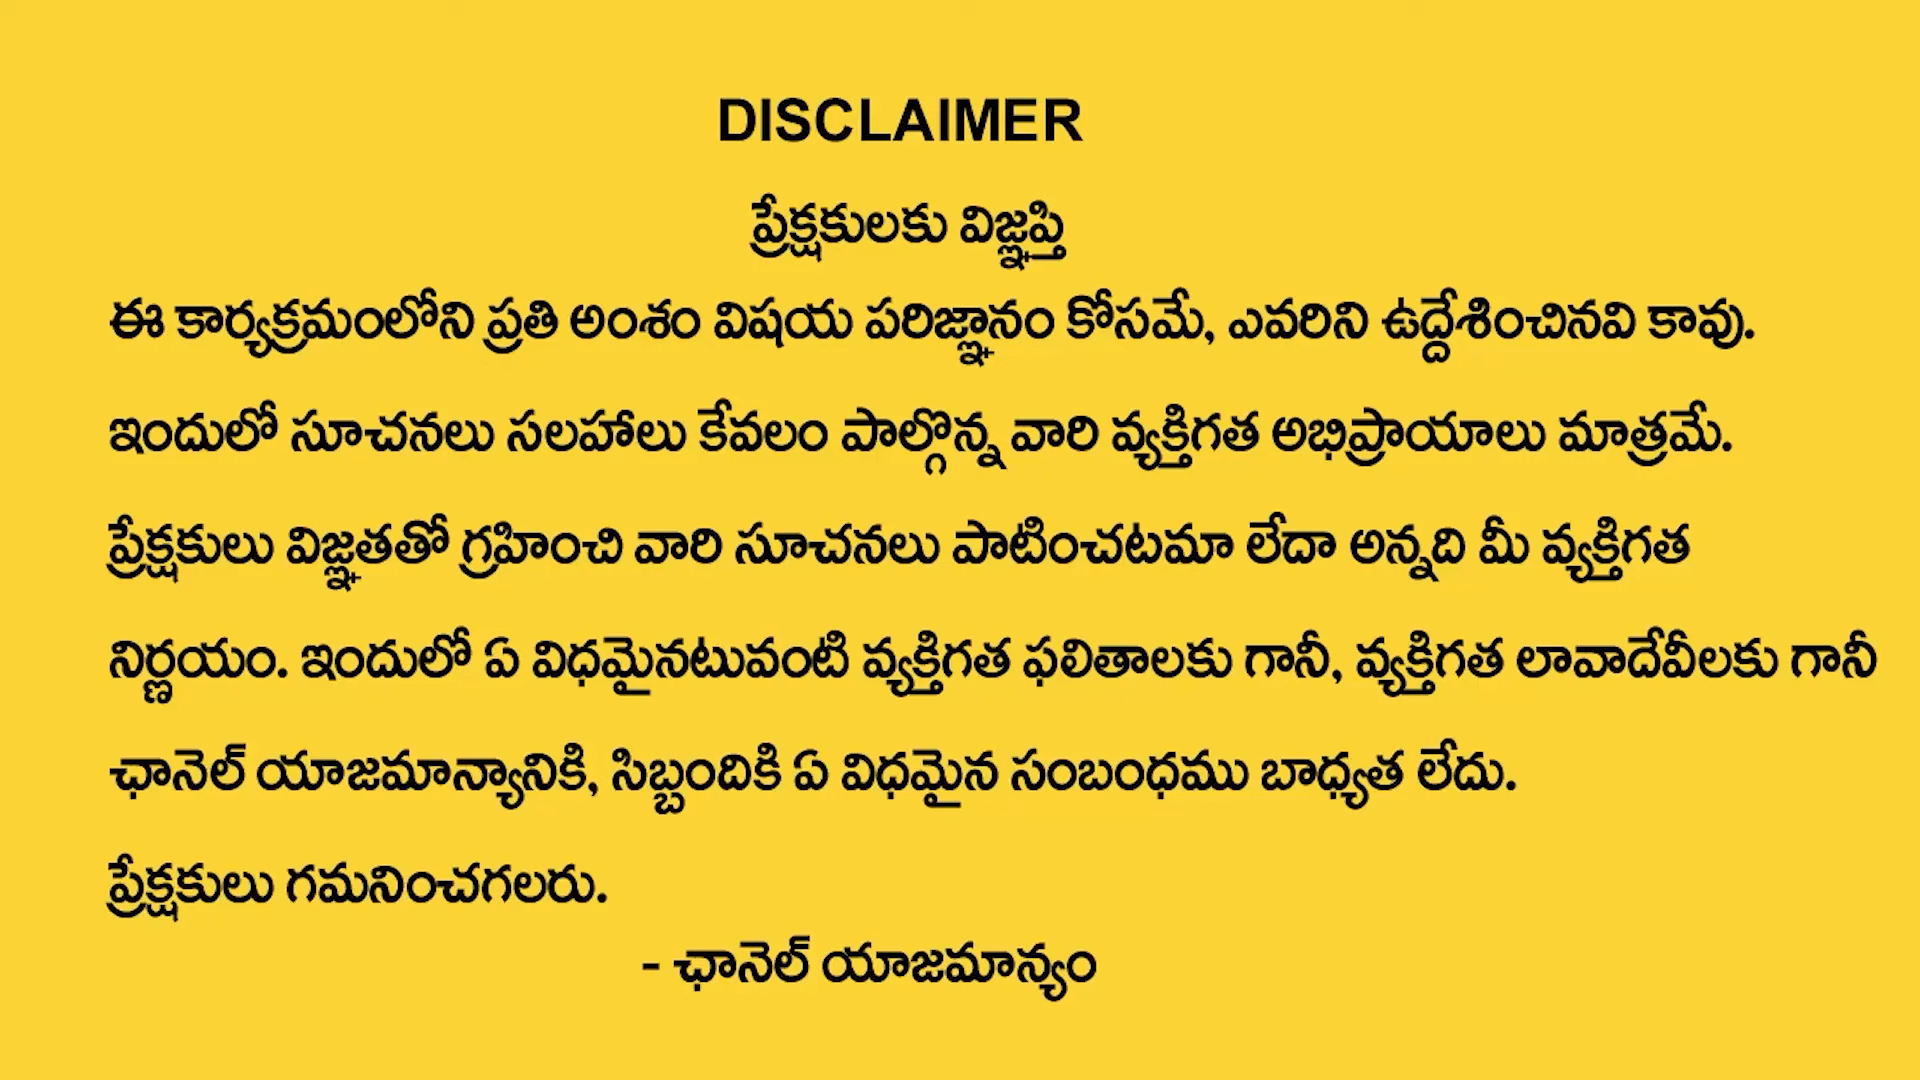 DISCLAIMER
ప్రేక్షకులకు విజ్ఞప్తి
ఈ కార్యక్రమంలోని ప్రతి అంశం విషయ పరిజ్ఞానం కోసమే, ఎవరిని ఉద్దేశించినవి కావు.
ఇందులో సూచనలు సలహాలు కేవలం పాల్గొన్న వారి వ్యక్తిగత అభిప్రాయాలు మాత్రమే.
ప్రేక్షకులు విజ్ఞతతో గ్రహించి వారి సూచనలు పాటించటమా లేదా అన్నది మీ వ్యక్తిగత
నిర్ణయం. ఇందులో ఏ విధమైనటువంటి వ్యక్తిగత ఫలితాలకు గానీ, వ్యక్తిగత లావాదేవీలకు గానీ
ఛానెల్ యాజమాన్యానికి, సిబ్బందికి ఏ విధమైన సంబంధము బాధ్యత లేదు.
ప్రేక్షకులు గమనించగలరు.
- ఛానెల్ యాజమాన్యం